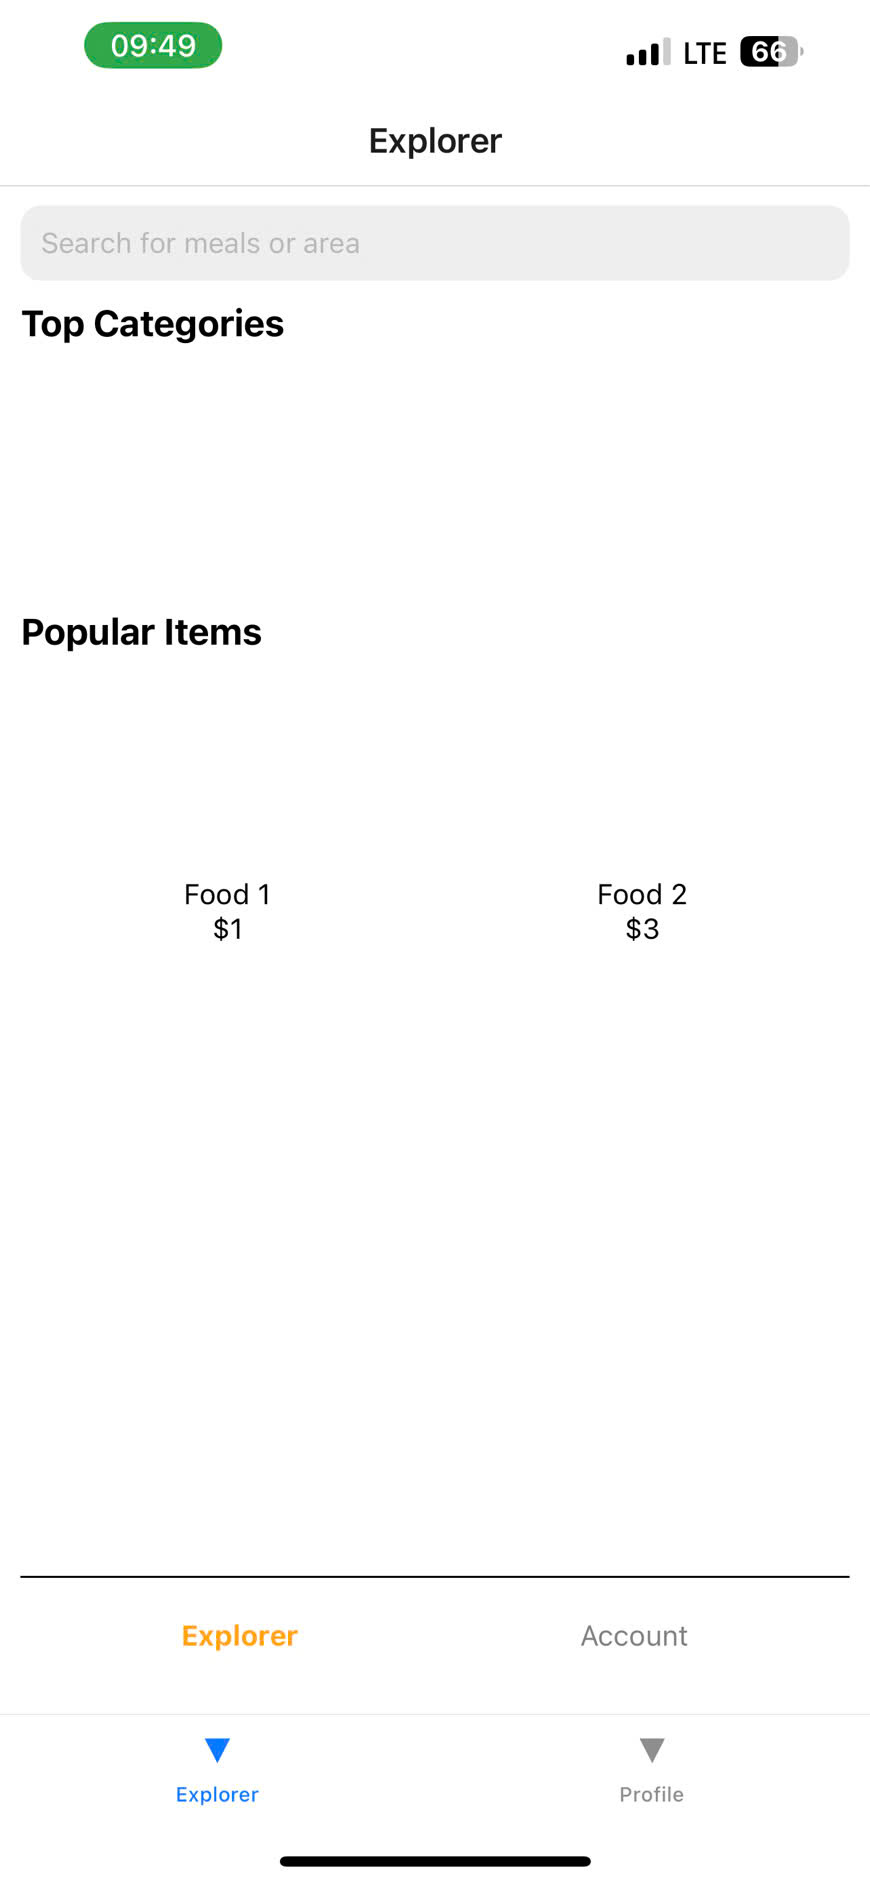 09:49 LTE 66
Explorer
Search for meals or area
Top Categories
Popular Items
Food 1 Food 2
$1 $3
Explorer Account
Explorer Profile